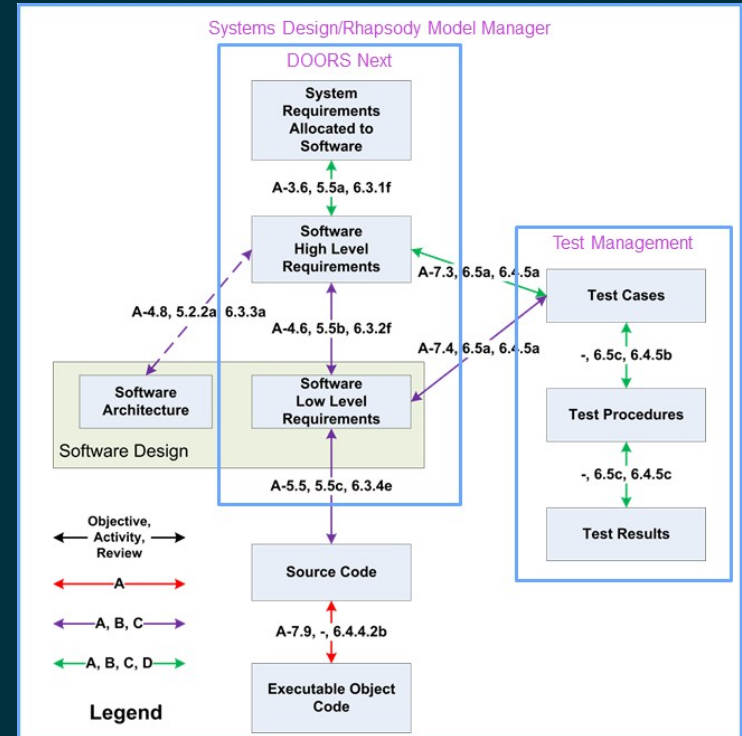 Systems Design/Rhapsody Model Manager
DOORS Next
System
Requirements
Allocated to
Software
A-3.6, 5.5a, 6.3.1f
Software
High Level
Requirements
Test Management
A-7.3, 6.5a, 6.4.5a
Test Cases
A-4.8, 5.2.2a, 6.3.3a
A-4.6, 5.5b, 6.3.2f
A-7.4, 6.5a, 6.4.5a
-, 6.5c, 6.4.5b
Software
Architecture
Software
Low Level
Requirements
Test Procedures
Software Design
-, 6.5c, 6.4.5c
A-5.5, 5.5c, 6.3.4e
Test Results
Objective,
Activity,
Review
Source Code
A
A, B, C
A-7.9, -, 6.4.4.2b
A, B, C, D
Executable Object
Code
Legend